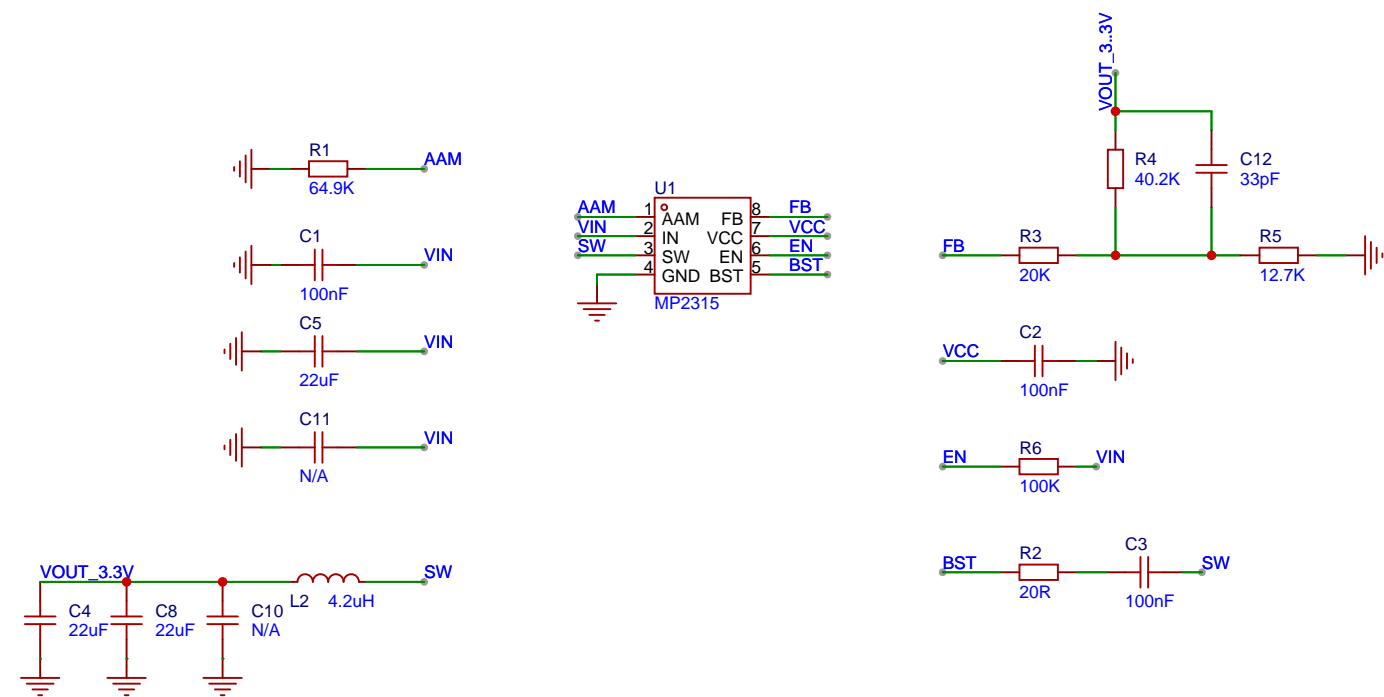 VOUT_3..3V
R1
AAM
64.9K
C1
VIN
100nF
C5
VIN
22uF
C11
VIN
N/A
VOUT_3.3V
SW
L2 4.2uH
C4
22uF
C8
22uF
C10
N/A
U1
AAM 1 AAM FB 8 FB
VIN 2 IN VCC 7 VCC
SW 3 SW EN 6 EN
4 GND BST 5 BST
MP2315
R4
40.2K
C12
33pF
FB
R3
20K
R5
12.7K
VCC
C2
100nF
EN
R6
VIN
100K
BST
R2
20R
C3
SW
100nF